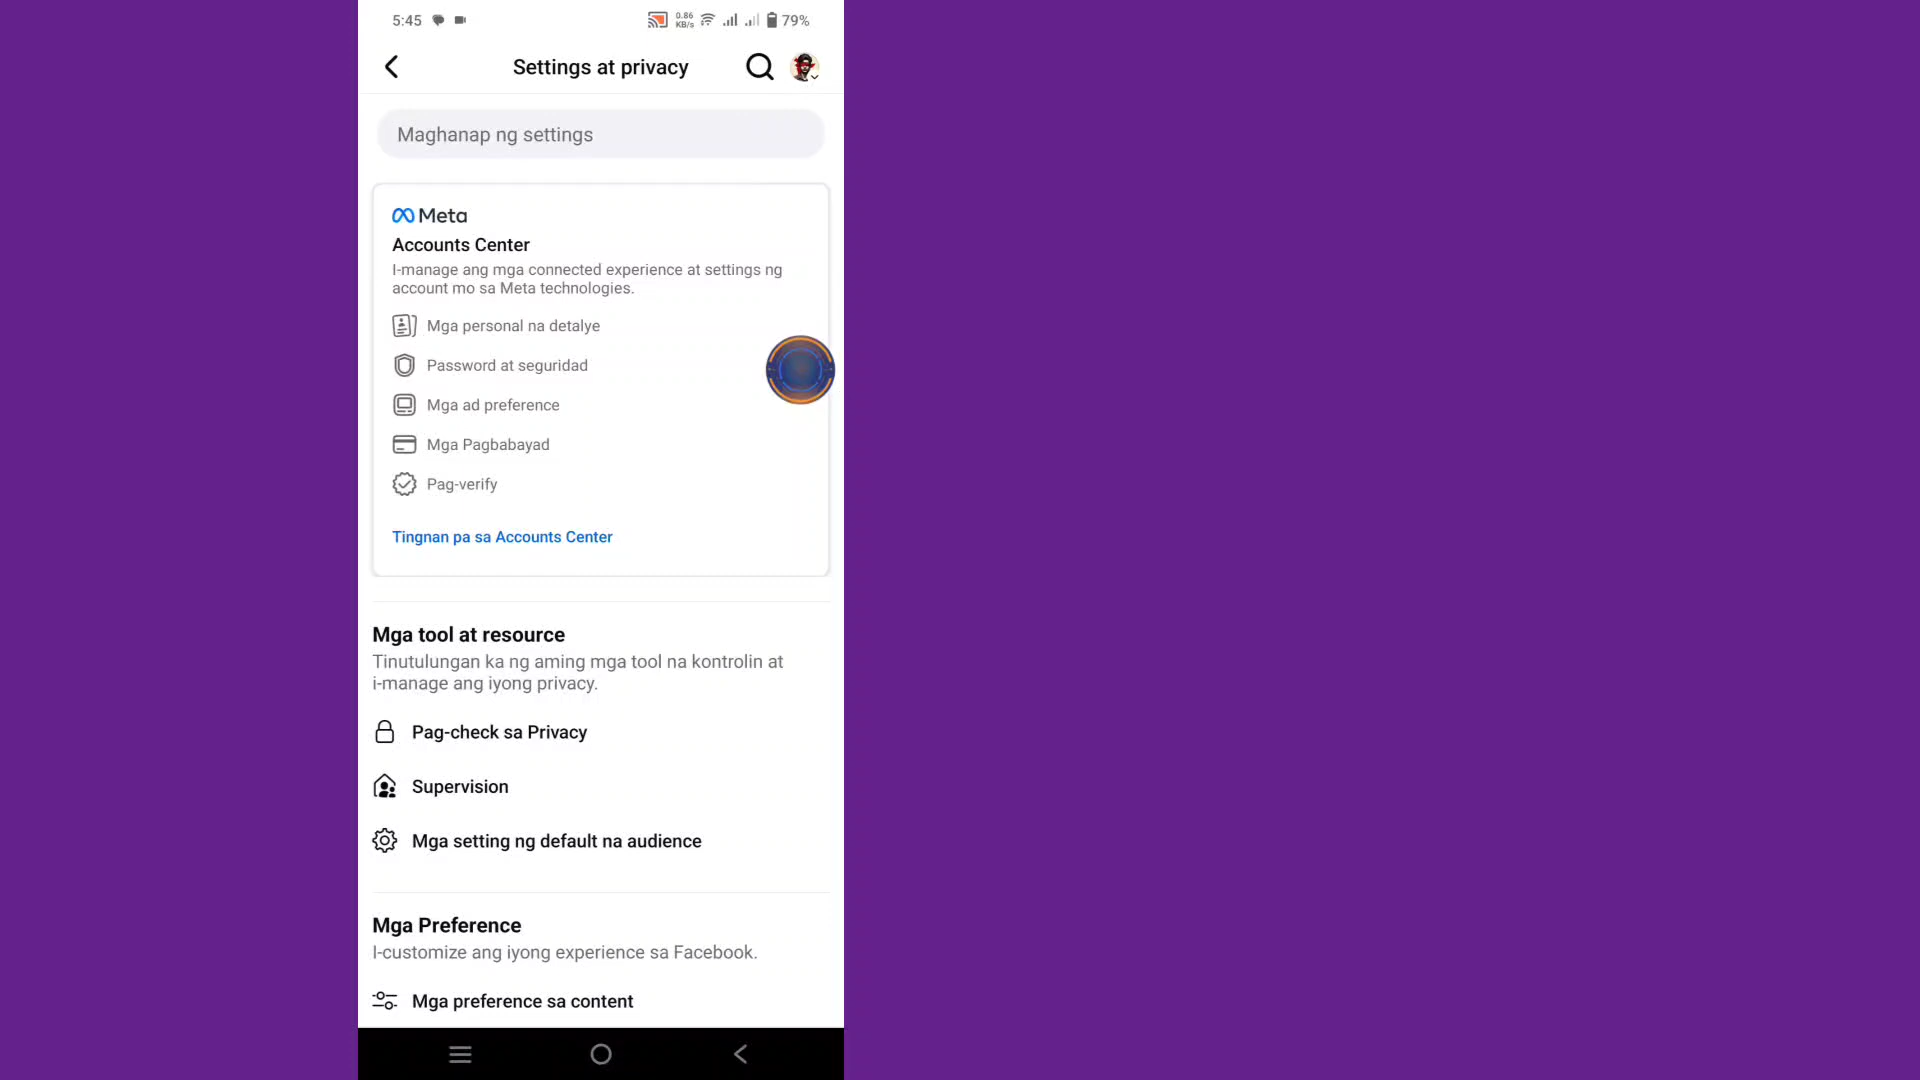 5:45
0.86
KB/s
79%
Settings at privacy
Maghanap ng settings
Meta
Accounts Center
I-manage ang mga connected experience at settings ng
account mo sa Meta technologies.
Mga personal na detalye
Password at seguridad
Mga ad preference
Mga Pagbabayad
Pag-verify
Tingnan pa sa Accounts Center
Mga tool at resource
Tinutulungan ka ng aming mga tool na kontrolin at
i-manage ang iyong privacy.
Pag-check sa Privacy
Supervision
Mga setting ng default na audience
Mga Preference
I-customize ang iyong experience sa Facebook.
Mga preference sa content